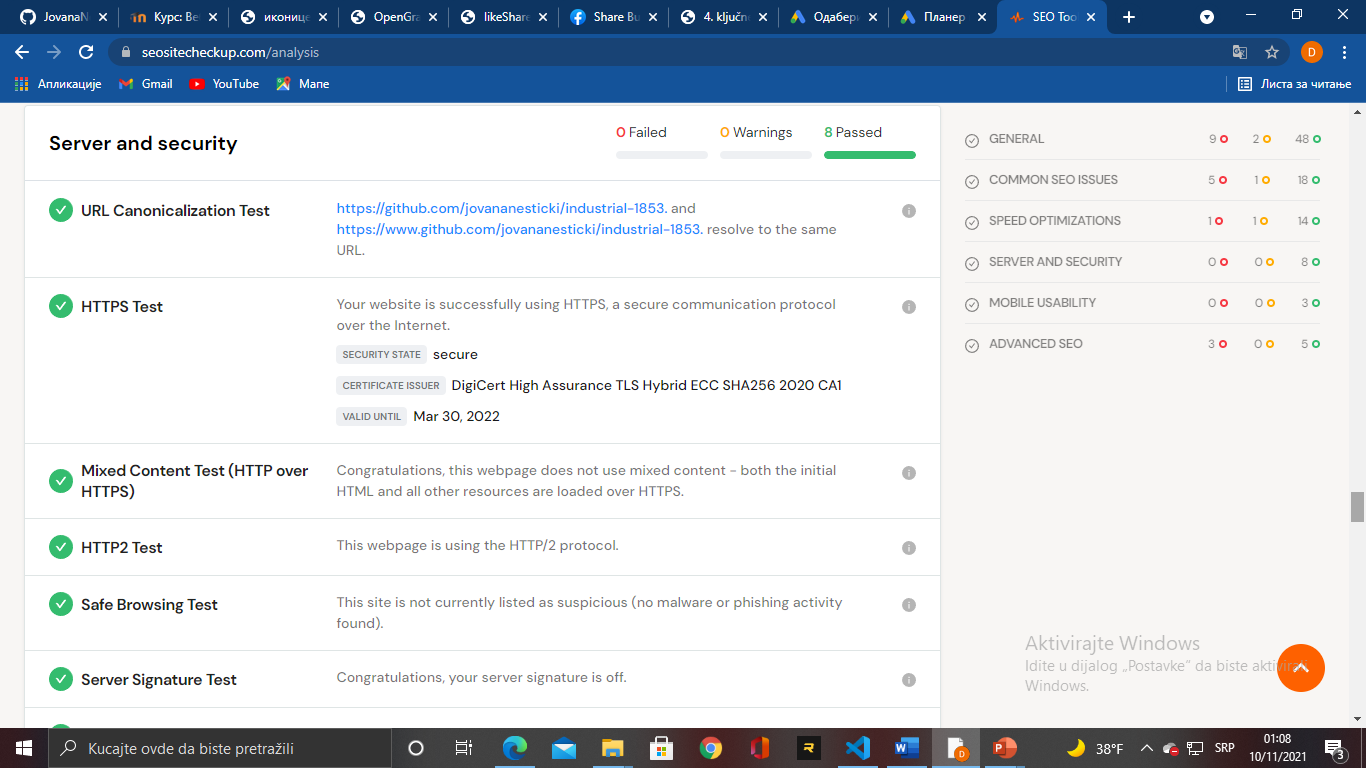 JovanaN
Курс: Ве
иконице
OpenGra
likeShare
Share Bu
4. ključn
Одабери
Планер
SEO Too
seositecheckup.com/analysis
Апликације
Gmail
YouTube
Мапе
Листа за читање
Server and security
0 Failed
0 Warnings
8 Passed
URL Canonicalization Test
https://github.com/jovananesticki/industrial-1853. and
https://www.github.com/jovananesticki/industrial-1853. resolve to the same
URL.
HTTPS Test
Your website is successfully using HTTPS, a secure communication protocol
over the Internet.
SECURITY STATE secure
CERTIFICATE ISSUER DigiCert High Assurance TLS Hybrid ECC SHA256 2020 CA1
VALID UNTIL Mar 30, 2022
Mixed Content Test (HTTP over
HTTPS)
Congratulations, this webpage does not use mixed content - both the initial
HTML and all other resources are loaded over HTTPS.
HTTP2 Test
This webpage is using the HTTP/2 protocol.
Safe Browsing Test
This site is not currently listed as suspicious (no malware or phishing activity
found).
Server Signature Test
Congratulations, your server signature is off.
GENERAL 9 2 48
COMMON SEO ISSUES 5 1 18
SPEED OPTIMIZATIONS 1 1 14
SERVER AND SECURITY 0 0 8
MOBILE USABILITY 0 0 3
ADVANCED SEO 3 0 5
Aktivirajte Windows
Idite u dijalog „Postavke“ da biste aktivirali
Windows.
Kucajte ovde da biste pretražili
38°F
SRP
01:08
10/11/2021
3